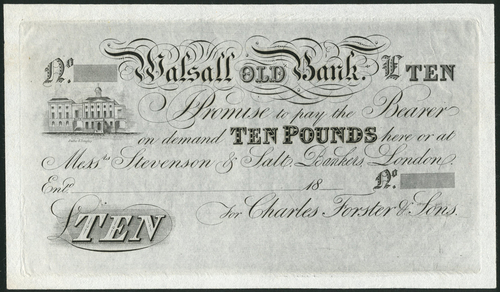 No. Walsall OLD Bank. £ TEN
I Promise to pay the Bearer
on demand TEN POUNDS here or at
Messrs Stevenson & Salt, Bankers, London.
Entd. 18 No.
£TEN For Charles Forster & Sons.